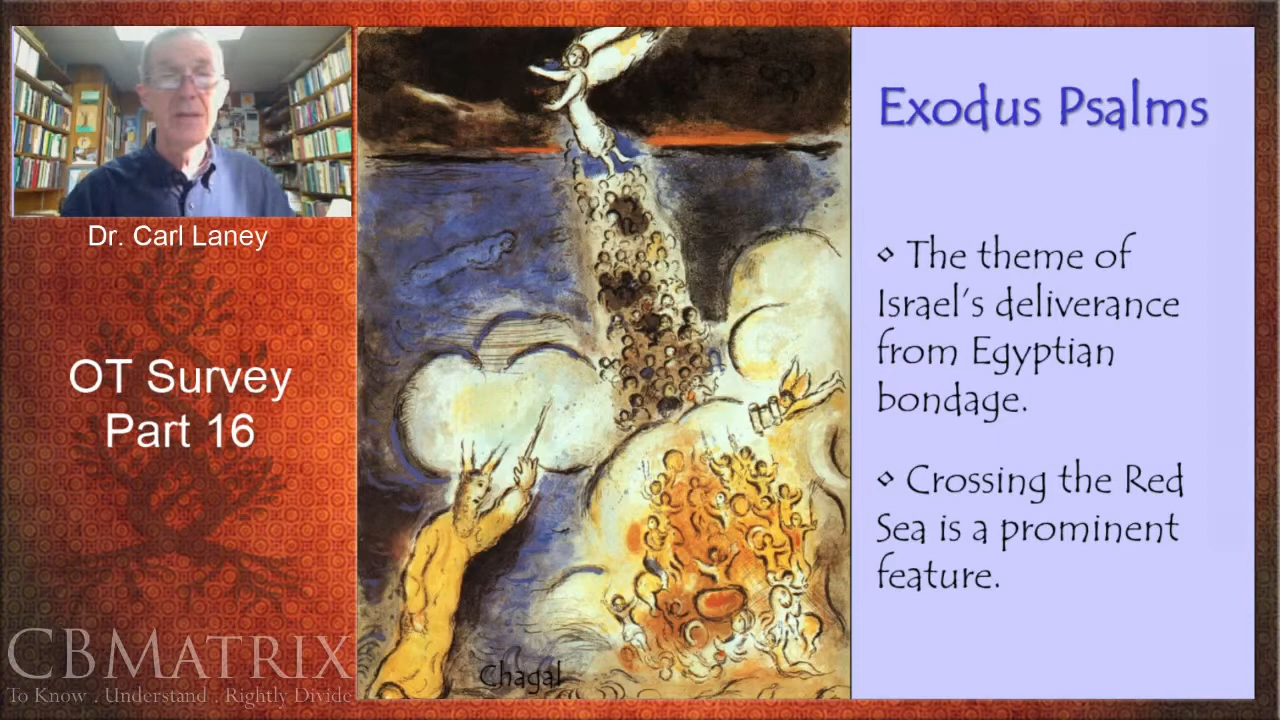 Dr. Carl Laney
OT Survey
Part 16
CBMATRIX
To Know . Understand . Rightly Divide
Chagal
Exodus Psalms
• The theme of
Israel's deliverance
from Egyptian
bondage.
• Crossing the Red
Sea is a prominent
feature.